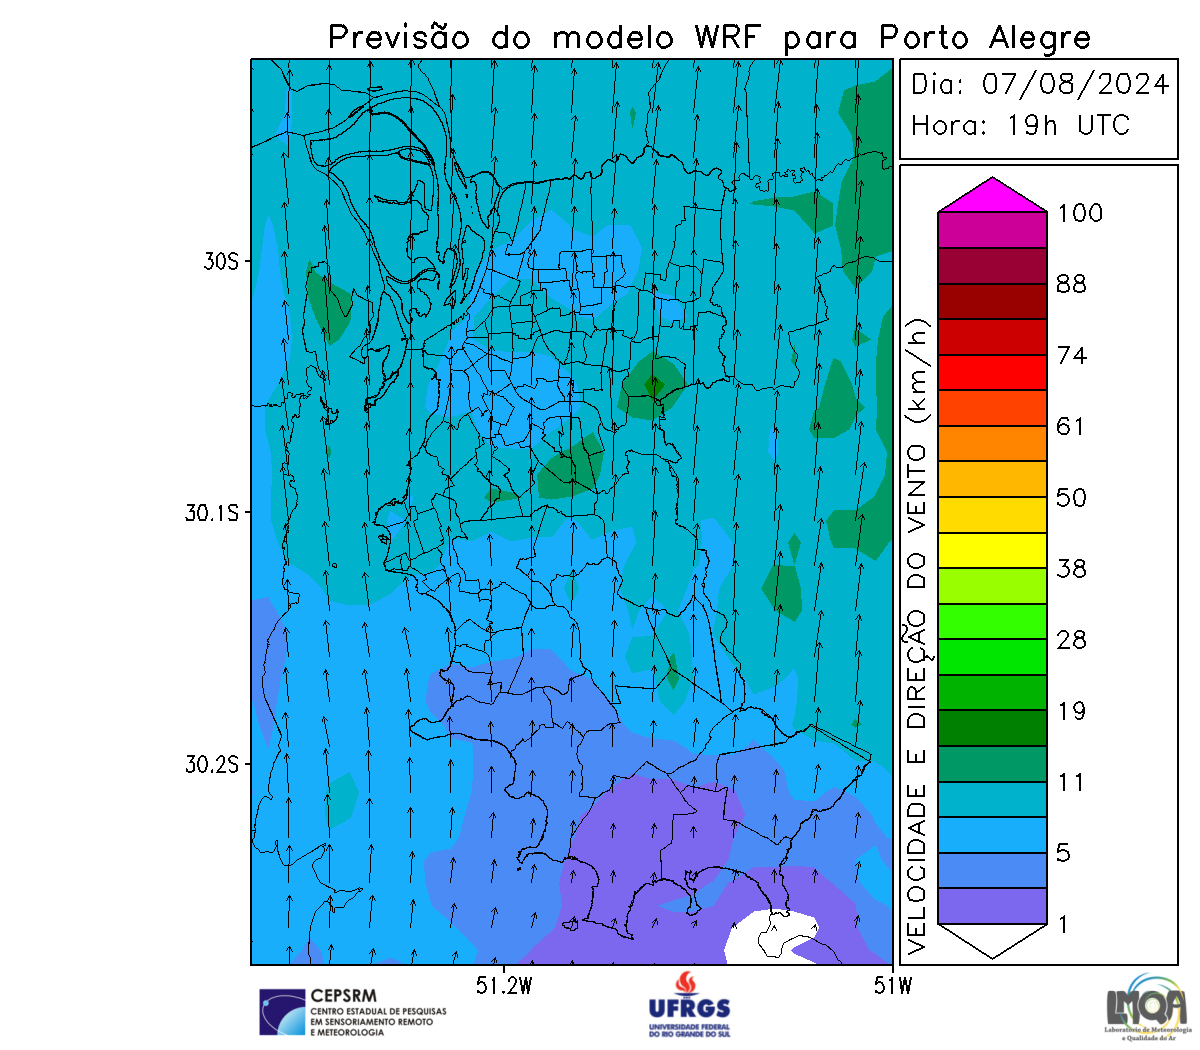 Previsão do modelo WRF para Porto Alegre
Dia: 07/08/2024
Hora: 19h UTC
100
88
74
61
50
38
28
19
11
5
1
VELOCIDADE E DIREÇÃO DO VENTO (km/h)
30S
30.1S
30.2S
51.2W
51W
CEPSRM
CENTRO ESTADUAL DE PESQUISAS
EM SENSORIAMENTO REMOTO
E METEOROLOGIA
UFRGS
UNIVERSIDADE FEDERAL
DO RIO GRANDE DO SUL
LMQA
Laboratório de Meteorologia
e Qualidade do Ar